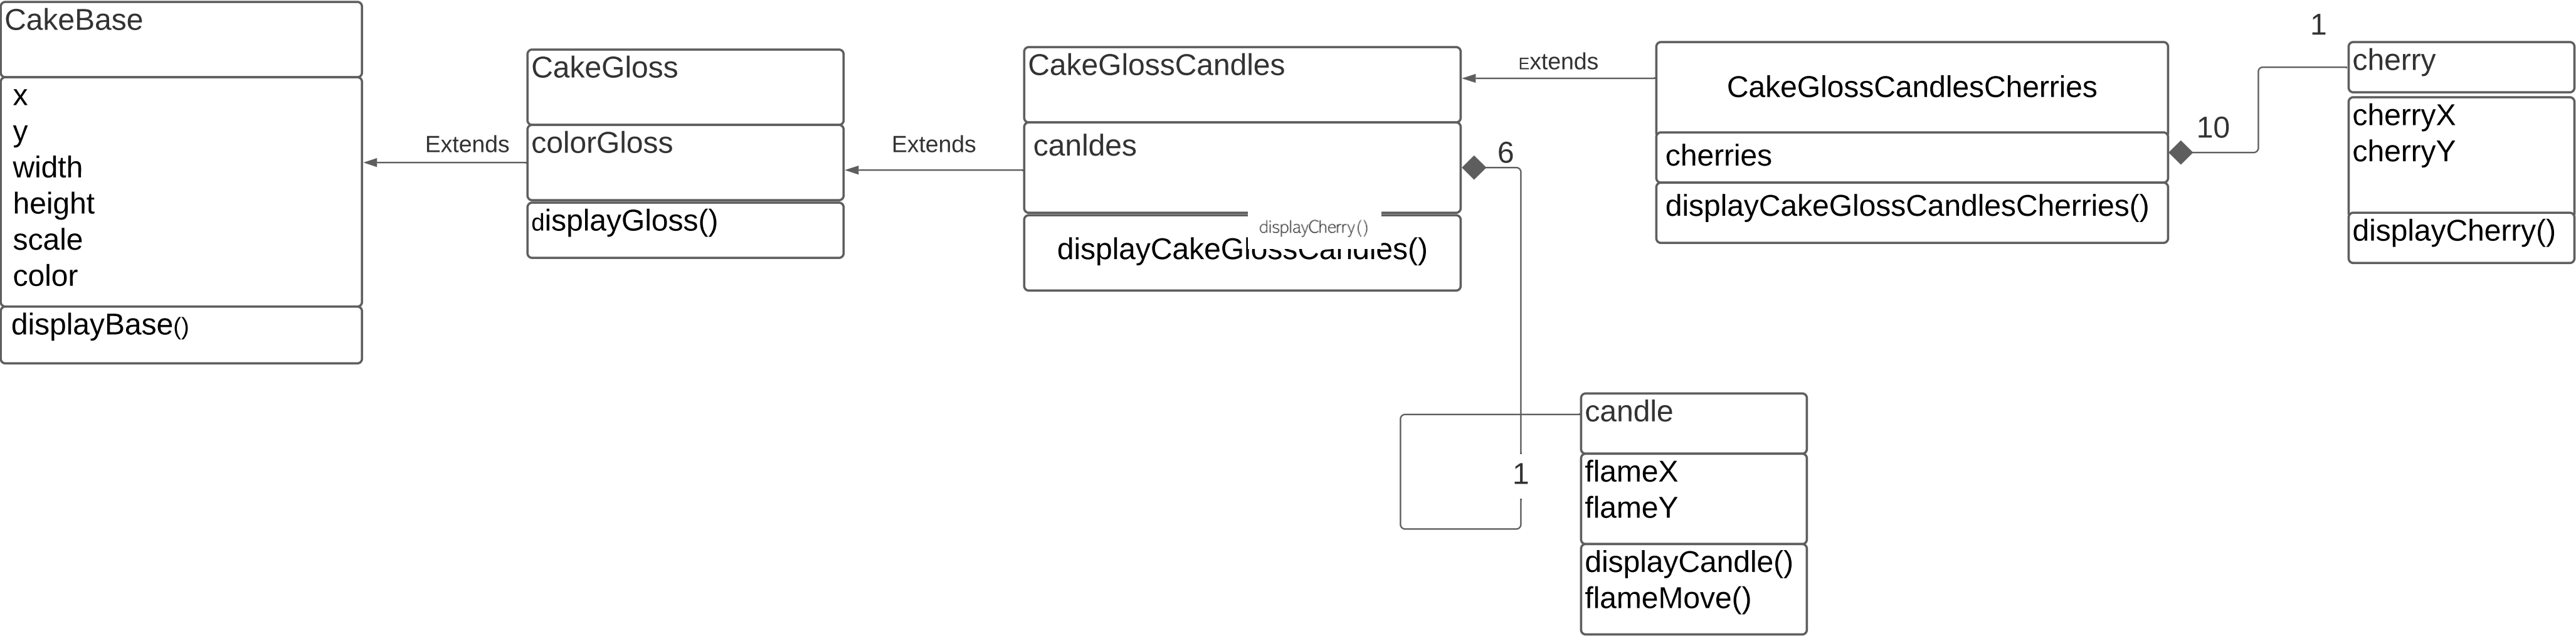 CakeBase
x
y
width
height
scale
color
displayBase()
Extends
CakeGloss
colorGloss
displayGloss()
Extends
CakeGlossCandles
canldes
displayCherry()
displayCakeGlossCandles()
Extends
6
1
CakeGlossCandlesCherries
cherries
displayCakeGlossCandlesCherries()
10
1
cherry
cherryX
cherryY
displayCherry()
candle
flameX
flameY
displayCandle()
flameMove()